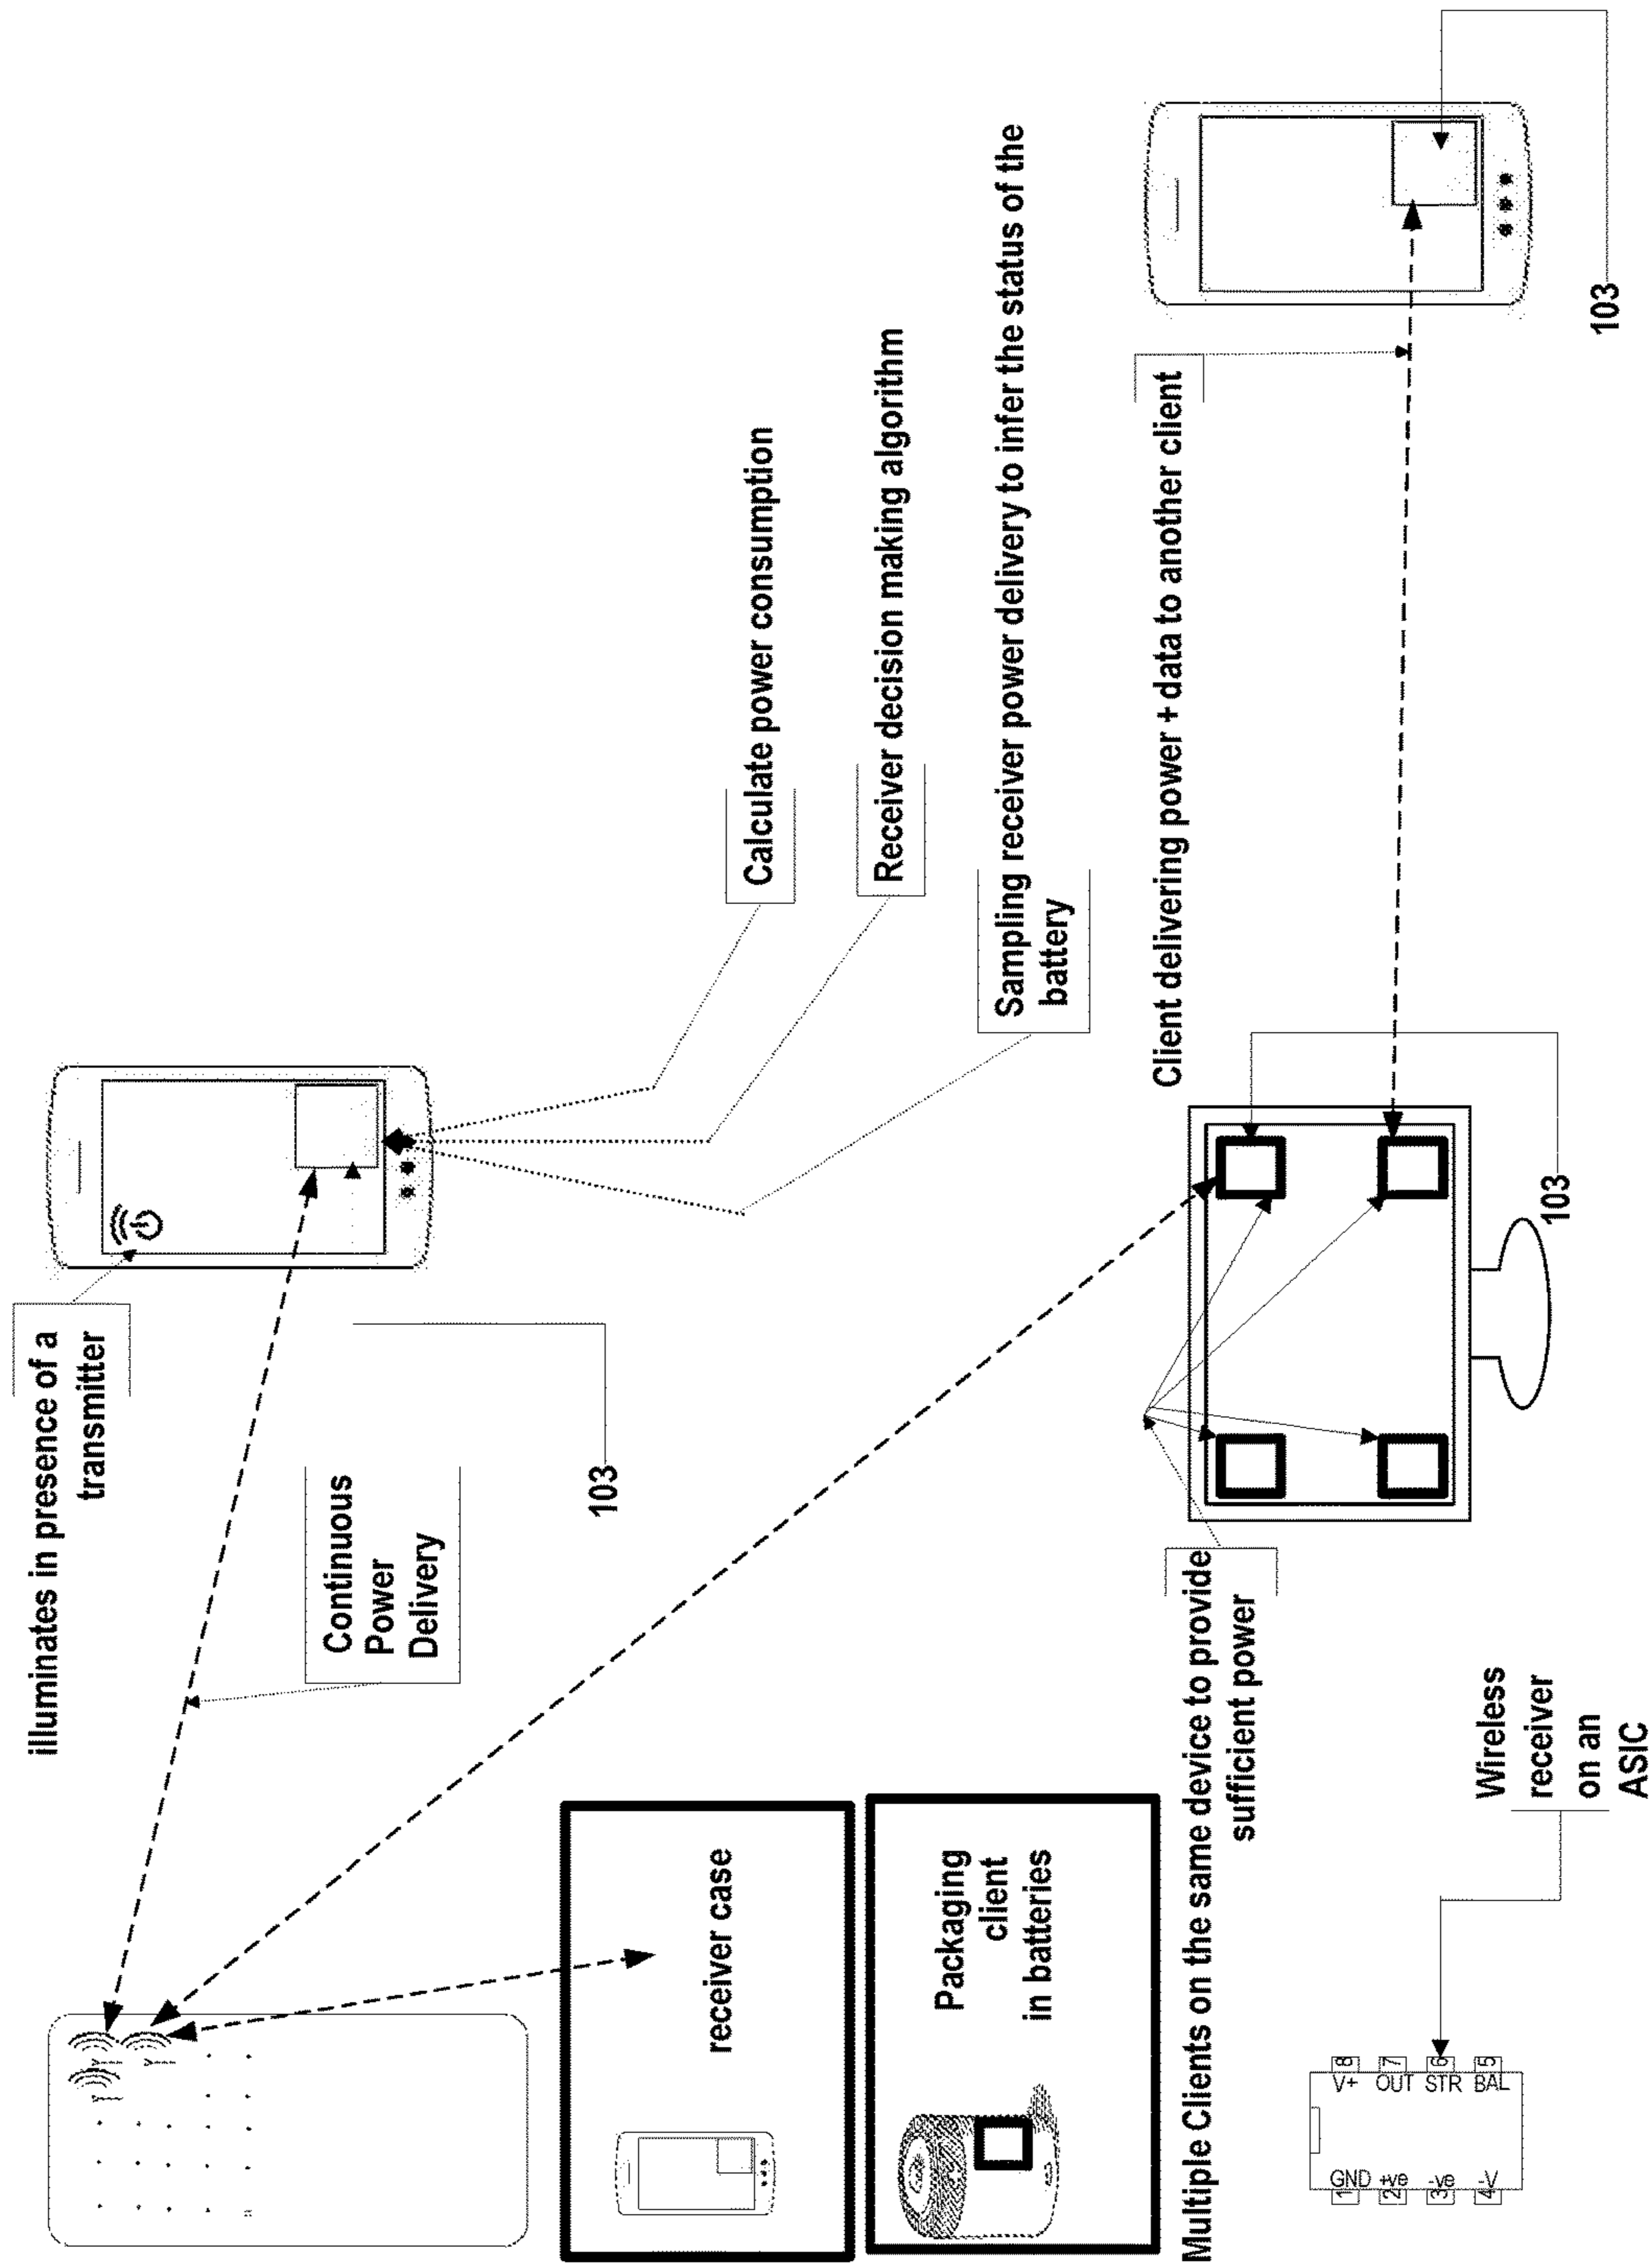 illuminates in presence of a
transmitter
Continuous
Power
Delivery
103
Calculate power consumption
Receiver decision making algorithm
Sampling receiver power delivery to infer the status of the
battery
receiver case
Packaging
client
in batteries
Multiple Clients on the same device to provide
sufficient power
Client delivering power + data to another client
103
103
GND
+ve
-ve
-V
V+
OUT
STR
BAL
1
2
3
4
8
7
6
5
Wireless
receiver
on an
ASIC